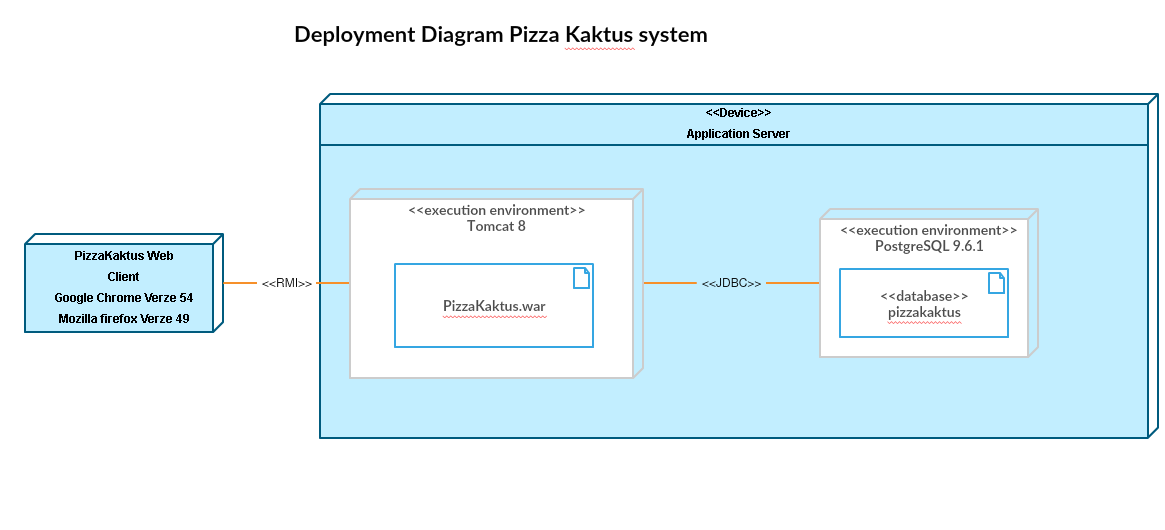 Deployment Diagram Pizza Kaktus system
<<Device>>
Application Server
<<execution environment>>
Tomcat 8
<<execution environment>>
PostgreSQL 9.6.1
PizzaKaktus Web
Client
Google Chrome Verze 54
Mozilla firefox Verze 49
<<RMI>>
PizzaKaktus.war
<<JDBC>>
<<database>>
pizzakaktus